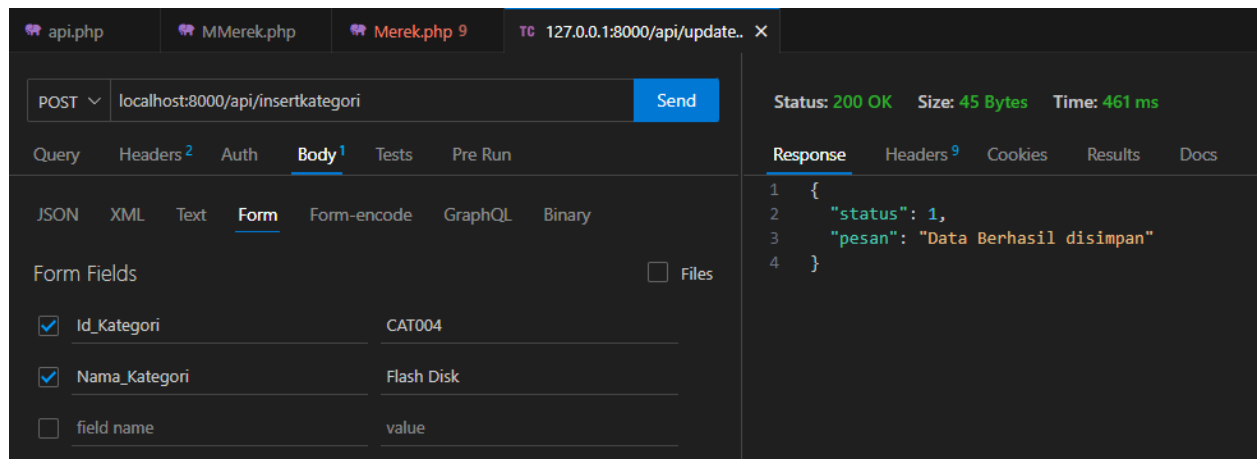 api.php MMerek.php Merek.php 9 TC 127.0.0.1:8000/api/update..
POST localhost:8000/api/insertkategori Send
Query Headers 2 Auth Body 1 Tests Pre Run
JSON XML Text Form Form-encode GraphQL Binary
Form Fields Files
Id_Kategori CAT004
Nama_Kategori Flash Disk
field name value
Status: 200 OK Size: 45 Bytes Time: 461 ms
Response Headers 9 Cookies Results Docs
1 {
2 "status": 1,
3 "pesan": "Data Berhasil disimpan"
4 }